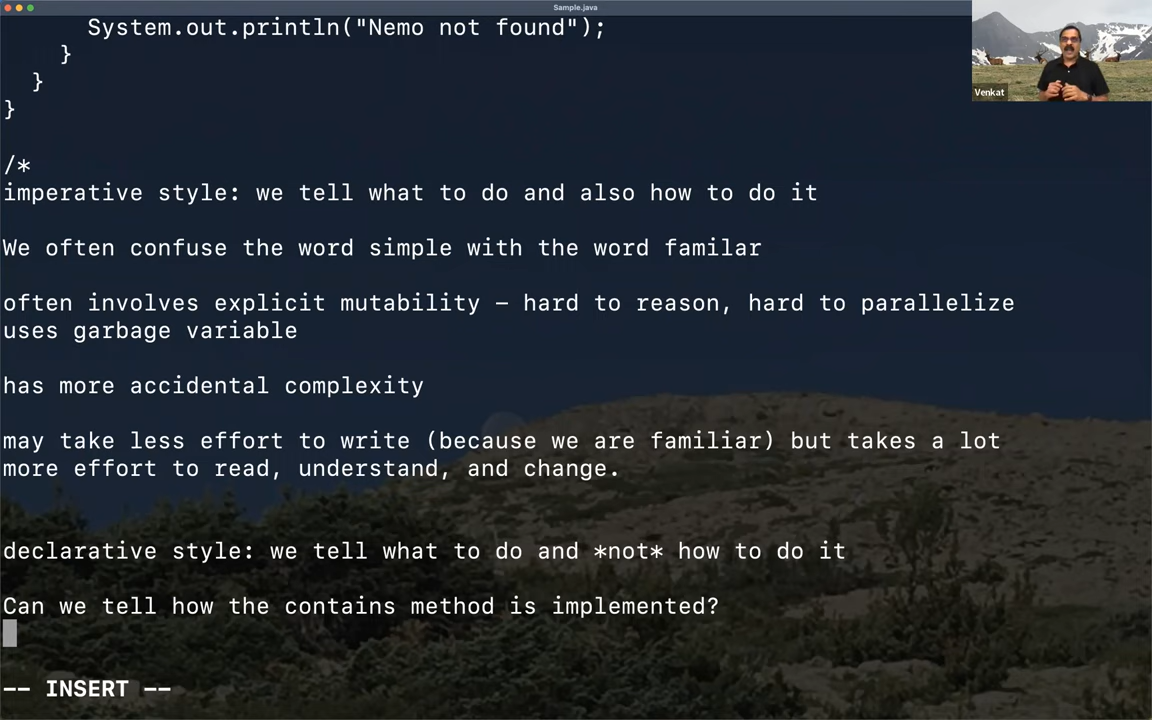 Sample.java
System.out.println("Nemo not found");
}
}
}
Venkat
/*
imperative style: we tell what to do and also how to do it
We often confuse the word simple with the word familar
often involves explicit mutability – hard to reason, hard to parallelize
uses garbage variable
has more accidental complexity
may take less effort to write (because we are familiar) but takes a lot
more effort to read, understand, and change.
declarative style: we tell what to do and *not* how to do it
Can we tell how the contains method is implemented?
-- INSERT --